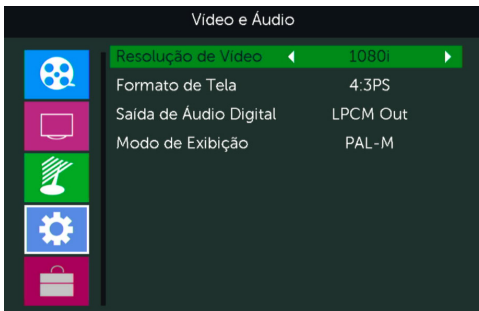 Vídeo e Áudio
Resolução de Vídeo 1080i
Formato de Tela 4:3PS
Saída de Áudio Digital LPCM Out
Modo de Exibição PAL-M